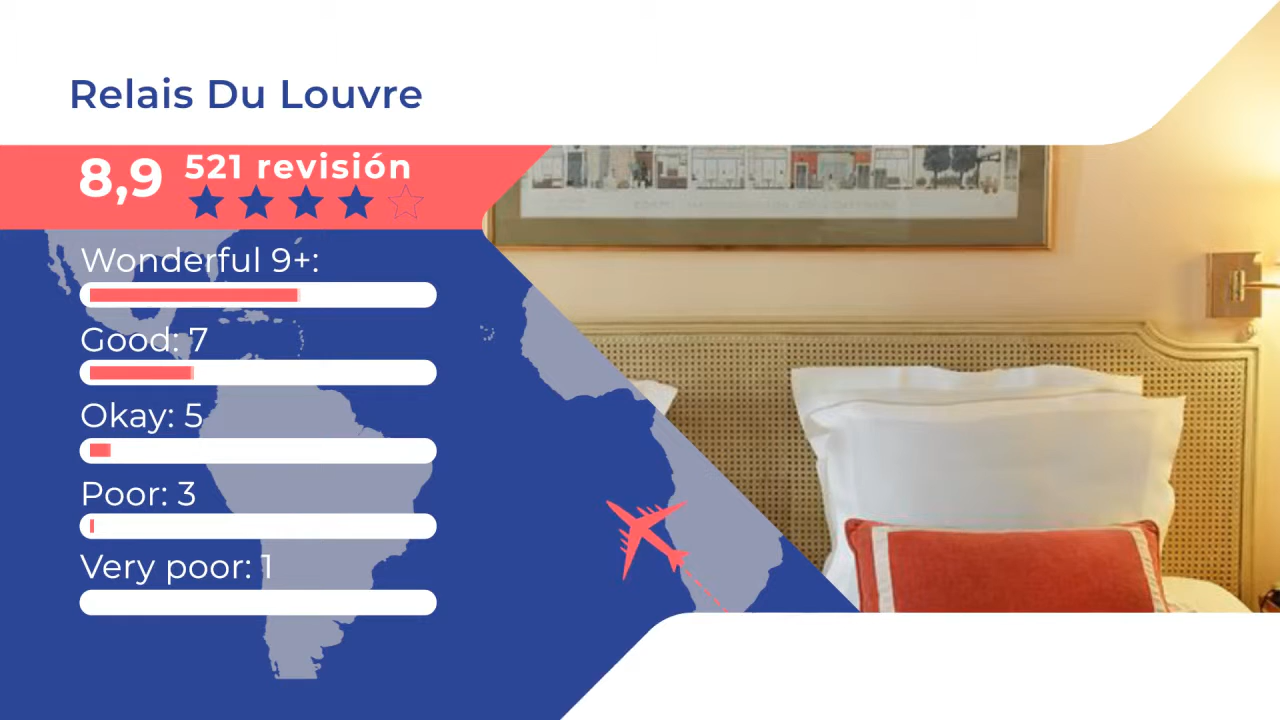 Relais Du Louvre
8,9
521 revisión
Wonderful 9+:
Good: 7
Okay: 5
Poor: 3
Very poor: 1